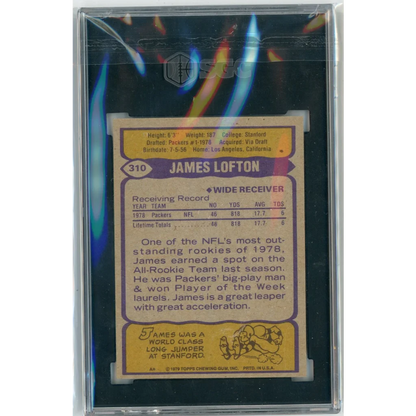 SGC
Height: 6'3" Weight: 187 College: Stanford
Drafted: Packers #1-1978 Acquired: Via Draft
Birthdate: 7-5-56 Home: Los Angeles, California
310 JAMES LOFTON
◆WIDE RECEIVER
Receiving Record
YEAR TEAM NO YDS AVG TDS
1978 Packers NFL 46 818 17.7 6
Lifetime Totals 46 818 17.7 6
One of the NFL's most out-
standing rookies of 1978,
James earned a spot on the
All-Rookie Team last season.
He was Packers' big-play man
& won Player of the Week
laurels. James is a great leaper
with great acceleration.
JAMES WAS A
WORLD CLASS
LONG JUMPER
AT STANFORD.
© 1979 TOPPS CHEWING GUM, INC. PRTD. IN U.S.A.